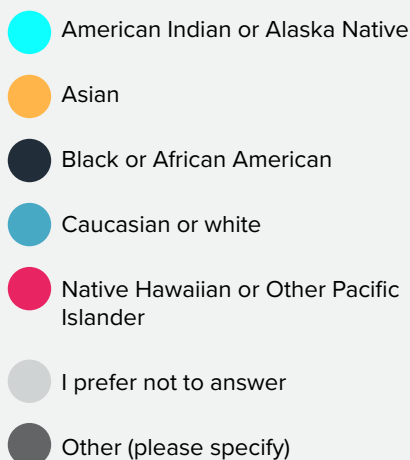 American Indian or Alaska Native
Asian
Black or African American
Caucasian or white
Native Hawaiian or Other Pacific
Islander
I prefer not to answer
Other (please specify)